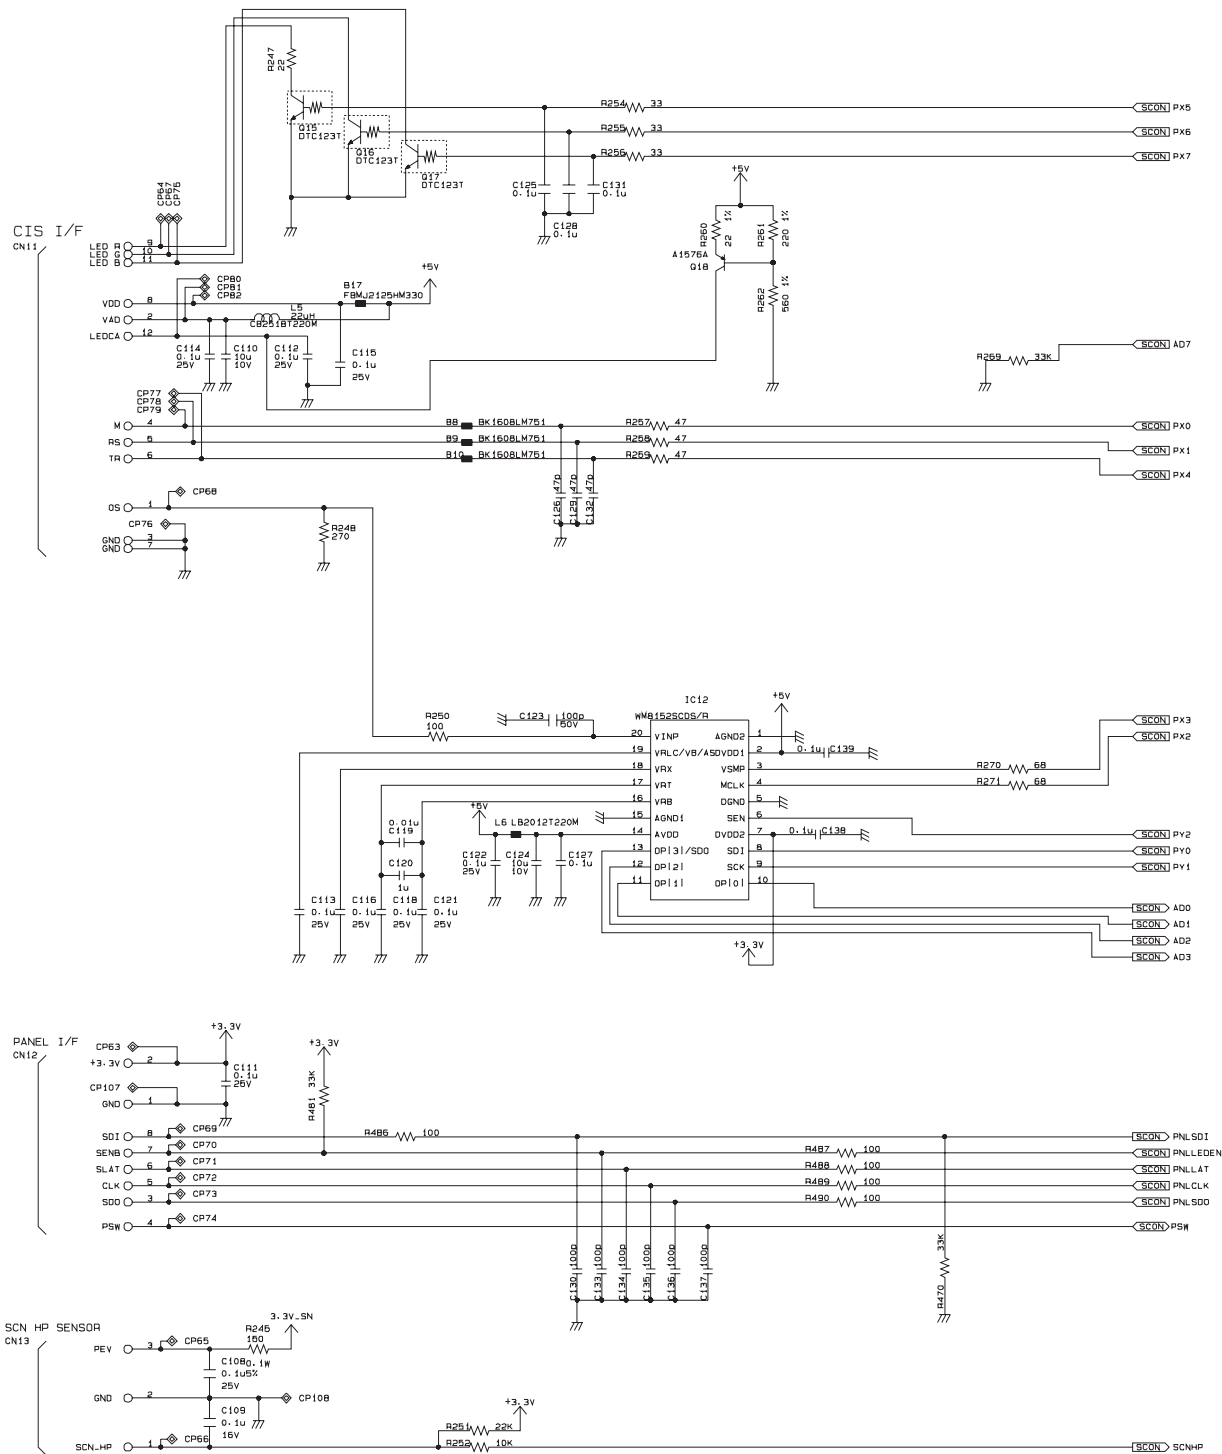 R247
22
Q15
DTC123T
Q16
DTC123T
Q17
DTC123T
R254 33
R255 33
R256 33
SCON PX5
SCON PX6
SCON PX7
C125
0.1u
C128
0.1u
C131
0.1u
+5V
R260
22 1%
R261
220 1%
A1576A
Q18
R262
560 1%
CP64
CP67
CP75
CIS I/F
CN11
LED R 9
LED G 10
LED B 11
CP80
CP81
CP82
VDD 8
VAD 2
LEDCA 12
B17
FBMJ2125HM330
+5V
L5
22uH
CB2518T220M
C114
0.1u
25V
C110
10u
10V
C112
0.1u
25V
C115
0.1u
25V
SCON AD7
R269 33K
CP77
CP78
CP79
M 4
RS 5
TR 6
B8 BK1608LM751
B9 BK1608LM751
B10 BK1608LM751
R257 47
R258 47
R259 47
SCON PX0
SCON PX1
SCON PX4
C126 47p
C129 47p
C132 47p
CP68
OS 1
CP76
GND 3
GND 7
R248
270
IC12
WM8152SCDS/R
R250
100
C123 100p
50V
20 VINP
19 VRLC/VB/ASDVDD1 2
18 VRX
17 VRT
16 VRB
15 AGND1
14 AVDD
13 OP[3]/SDO
12 OP[2]
11 OP[1]
AGND2 1
VSMP 3
MCLK 4
DGND 5
SEN 6
DVDD2 7
SDI 8
SCK 9
OP[0] 10
+5V
0.1u C139
R270 68
R271 68
0.1u C138
SCON PX3
SCON PX2
SCON PY2
SCON PY0
SCON PY1
SCON AD0
SCON AD1
SCON AD2
SCON AD3
0.01u
C119
C120
1u
+5V
L6 LB2012T220M
C122
0.1u
25V
C124
10u
10V
C127
0.1u
C113
0.1u
25V
C116
0.1u
25V
C118
0.1u
25V
C121
0.1u
25V
+3.3V
PANEL I/F
CN12
CP63
+3.3V 2
CP107
GND 1
+3.3V
C111
0.1u
25V
+3.3V
R481 33K
SDI 8
SENB 7
SLAT 6
CLK 5
SDO 3
PSW 4
CP69
CP70
CP71
CP72
CP73
CP74
R486 100
R487 100
R488 100
R489 100
R490 100
SCON PNLSDI
SCON PNLLEDEN
SCON PNLLAT
SCON PNLCLK
SCON PNLSDO
SCON PSW
C130 100p
C133 100p
C134 100p
C135 100p
C136 100p
C137 100p
R470 33K
SCN HP SENSOR
CN13
PEV 3
CP65
R245
150
0.1W
5%
3.3V_SN
C108
0.1u
25V
GND 2
CP108
C109
0.1u
16V
SCN_HP 1
CP66
+3.3V
R251 22K
R252 10K
SCON SCNHP